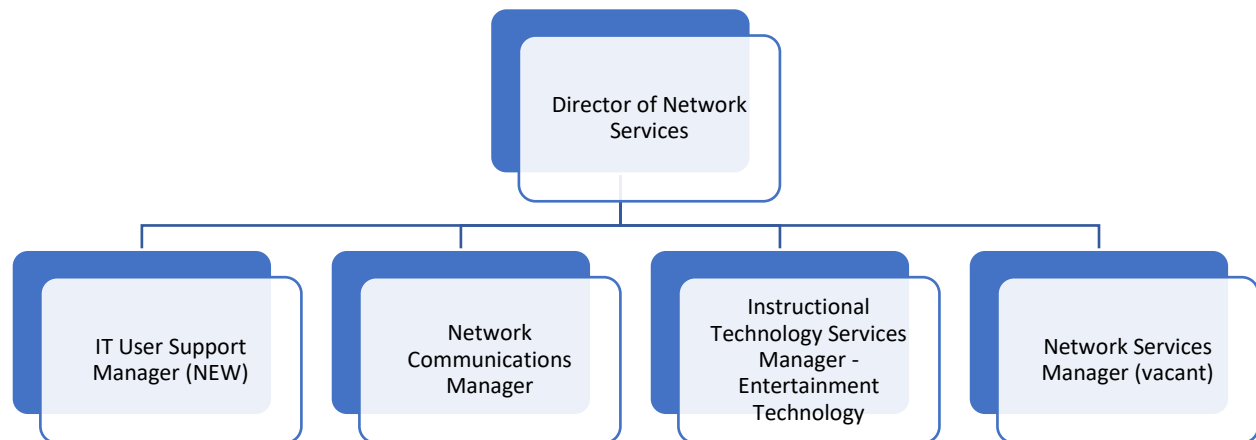 Director of Network
Services
IT User Support
Manager (NEW)
Network
Communications
Manager
Instructional
Technology Services
Manager -
Entertainment
Technology
Network Services
Manager (vacant)